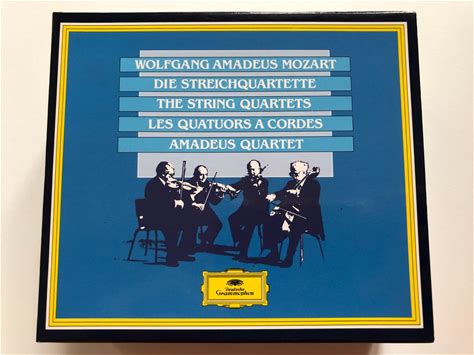 WOLFGANG AMADEUS MOZART
DIE STREICHQUARTETTE
THE STRING QUARTETS
LES QUATUORS A CORDES
AMADEUS QUARTET
Deutsche
Grammophon